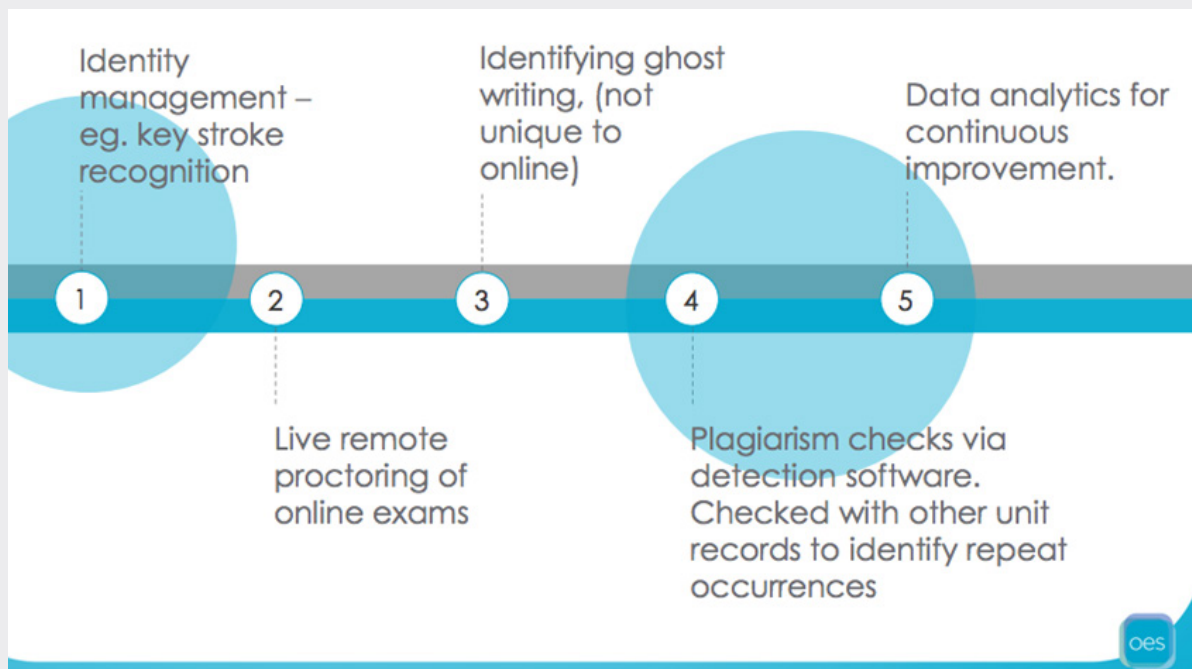 Identity
management –
eg. key stroke
recognition
Identifying ghost
writing, (not
unique to
online)
Data analytics for
continuous
improvement.
1
2
3
4
5
Live remote
proctoring of
online exams
Plagiarism checks via
detection software.
Checked with other unit
records to identify repeat
occurrences
oes